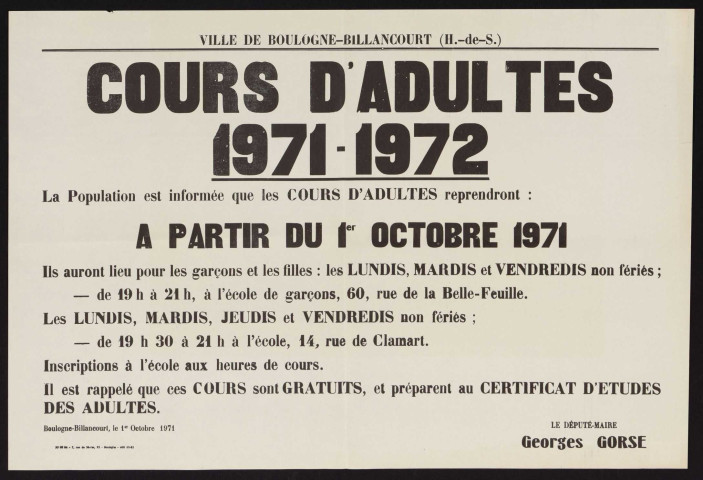 VILLE DE BOULOGNE-BILLANCOURT (H.-de-S.)
COURS D'ADULTES
1971-1972
La Population est informée que les COURS D'ADULTES reprendront :
A PARTIR DU 1er OCTOBRE 1971
Ils auront lieu pour les garçons et les filles : les LUNDIS, MARDIS et VENDREDIS non fériés ;
— de 19 h à 21 h, à l'école de garçons, 60, rue de la Belle-Feuille.
Les LUNDIS, MARDIS, JEUDIS et VENDREDIS non fériés ;
— de 19 h 30 à 21 h à l'école, 14, rue de Clamart.
Inscriptions à l'école aux heures de cours.
Il est rappelé que ces COURS sont GRATUITS, et préparent au CERTIFICAT D'ETUDES
DES ADULTES.
Boulogne-Billancourt, le 1er Octobre 1971
LE DÉPUTÉ-MAIRE
Georges GORSE